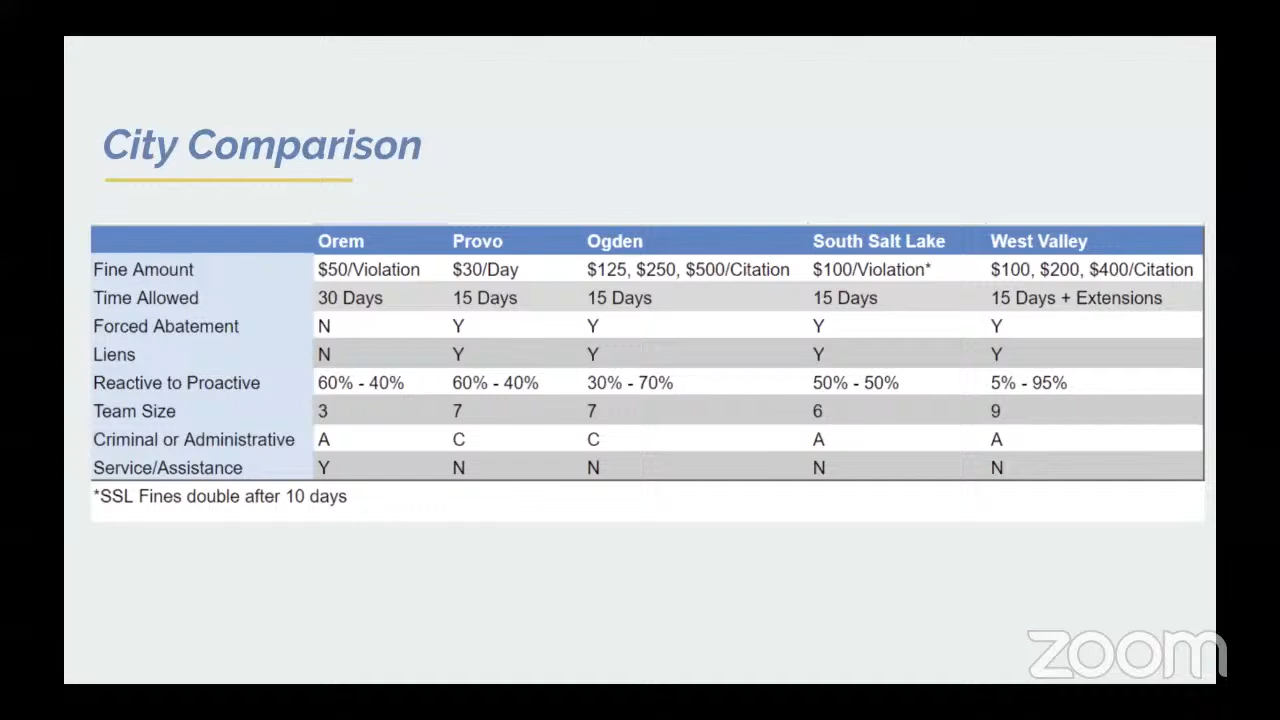 City Comparison
Orem Provo Ogden South Salt Lake West Valley
Fine Amount $50/Violation $30/Day $125, $250, $500/Citation $100/Violation* $100, $200, $400/Citation
Time Allowed 30 Days 15 Days 15 Days 15 Days 15 Days + Extensions
Forced Abatement N Y Y Y Y
Liens N Y Y Y Y
Reactive to Proactive 60% - 40% 60% - 40% 30% - 70% 50% - 50% 5% - 95%
Team Size 3 7 7 6 9
Criminal or Administrative A C C A A
Service/Assistance Y N N N N
*SSL Fines double after 10 days
zoom